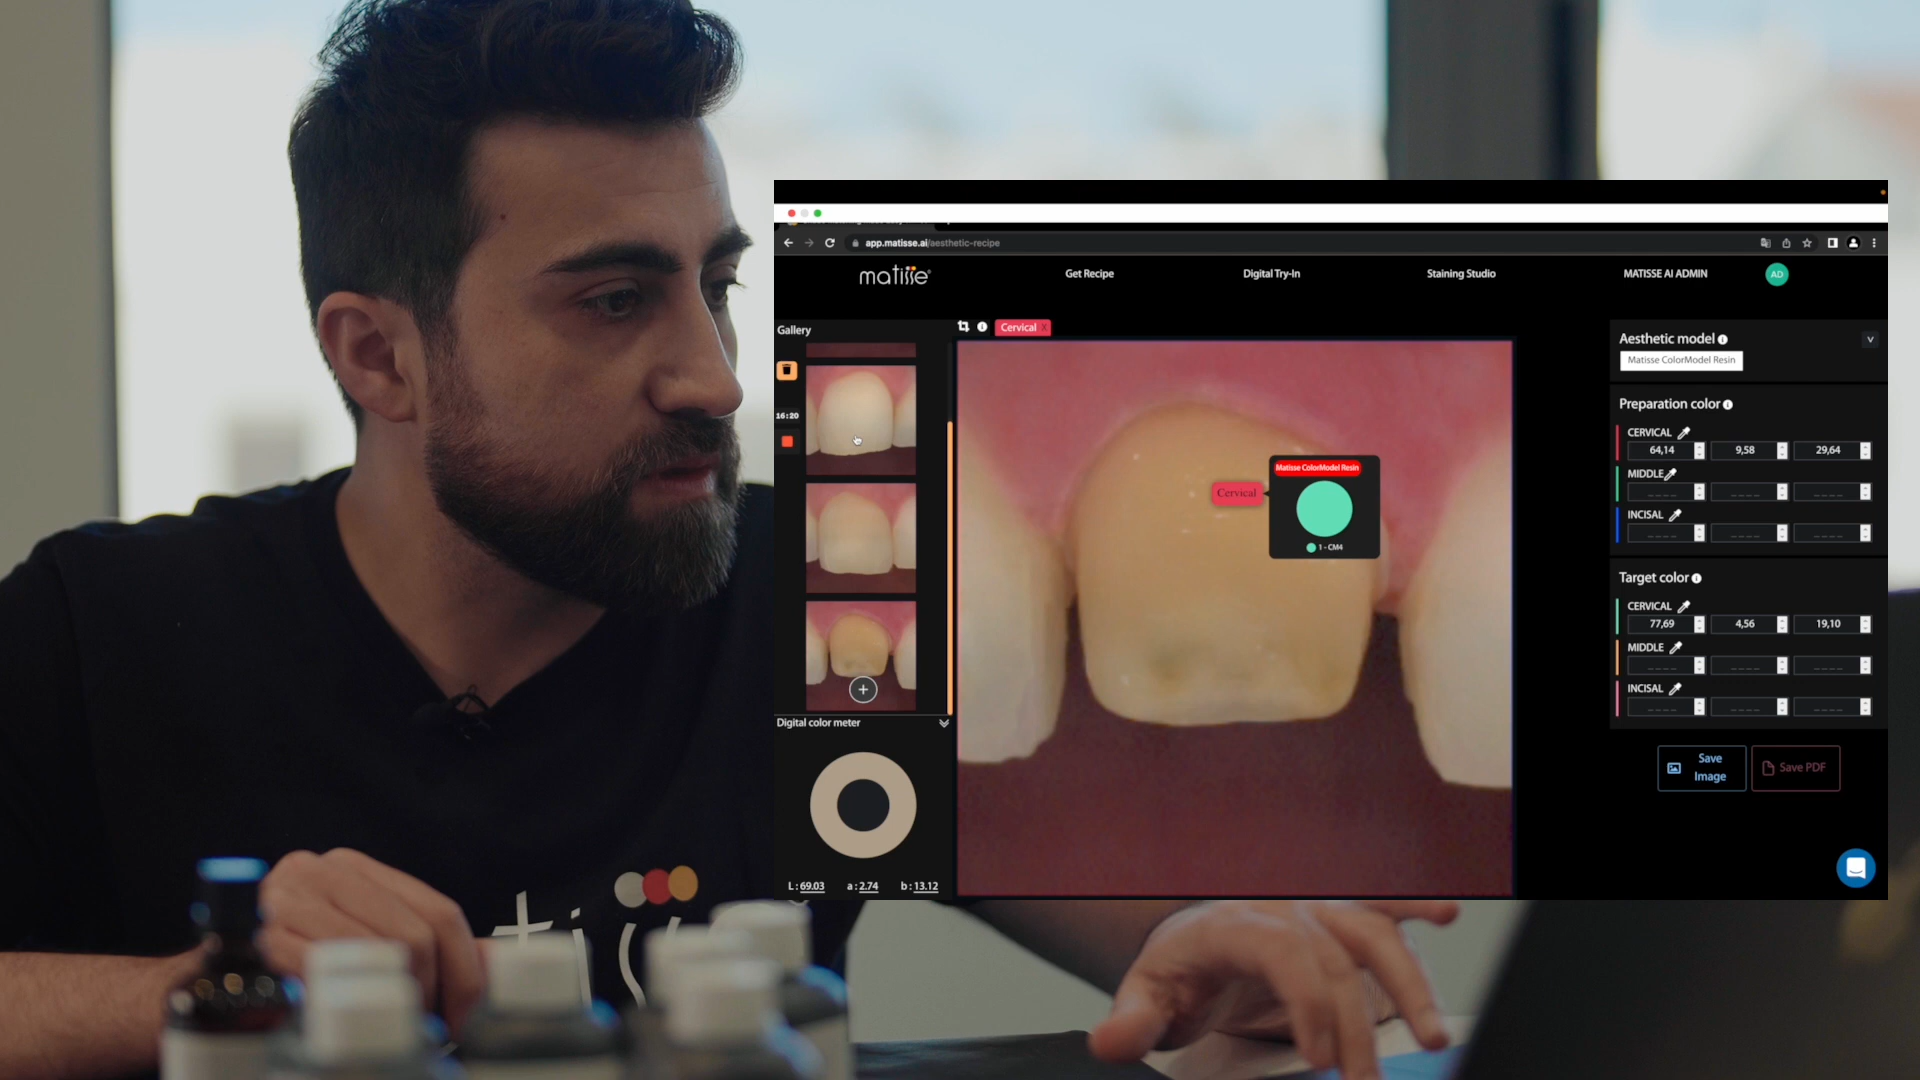 app.matisse.ai/aesthetic-recipe
matisse
Get Recipe
Digital Try-In
Staining Studio
MATISSE AI ADMIN
AD
Gallery
16:20
Cervical X
Cervical
Matisse ColorModel Resin
1 - CM4
Digital color meter
L: 69.03 a: 2.74 b: 13.12
Aesthetic model
V
Matisse ColorModel Resin
Preparation color
CERVICAL
64,14 9,58 29,64
MIDDLE
---- ---- ----
INCISAL
---- ---- ----
Target color
CERVICAL
77,69 4,56 19,10
MIDDLE
---- ---- ----
INCISAL
---- ---- ----
Save
Image
Save PDF